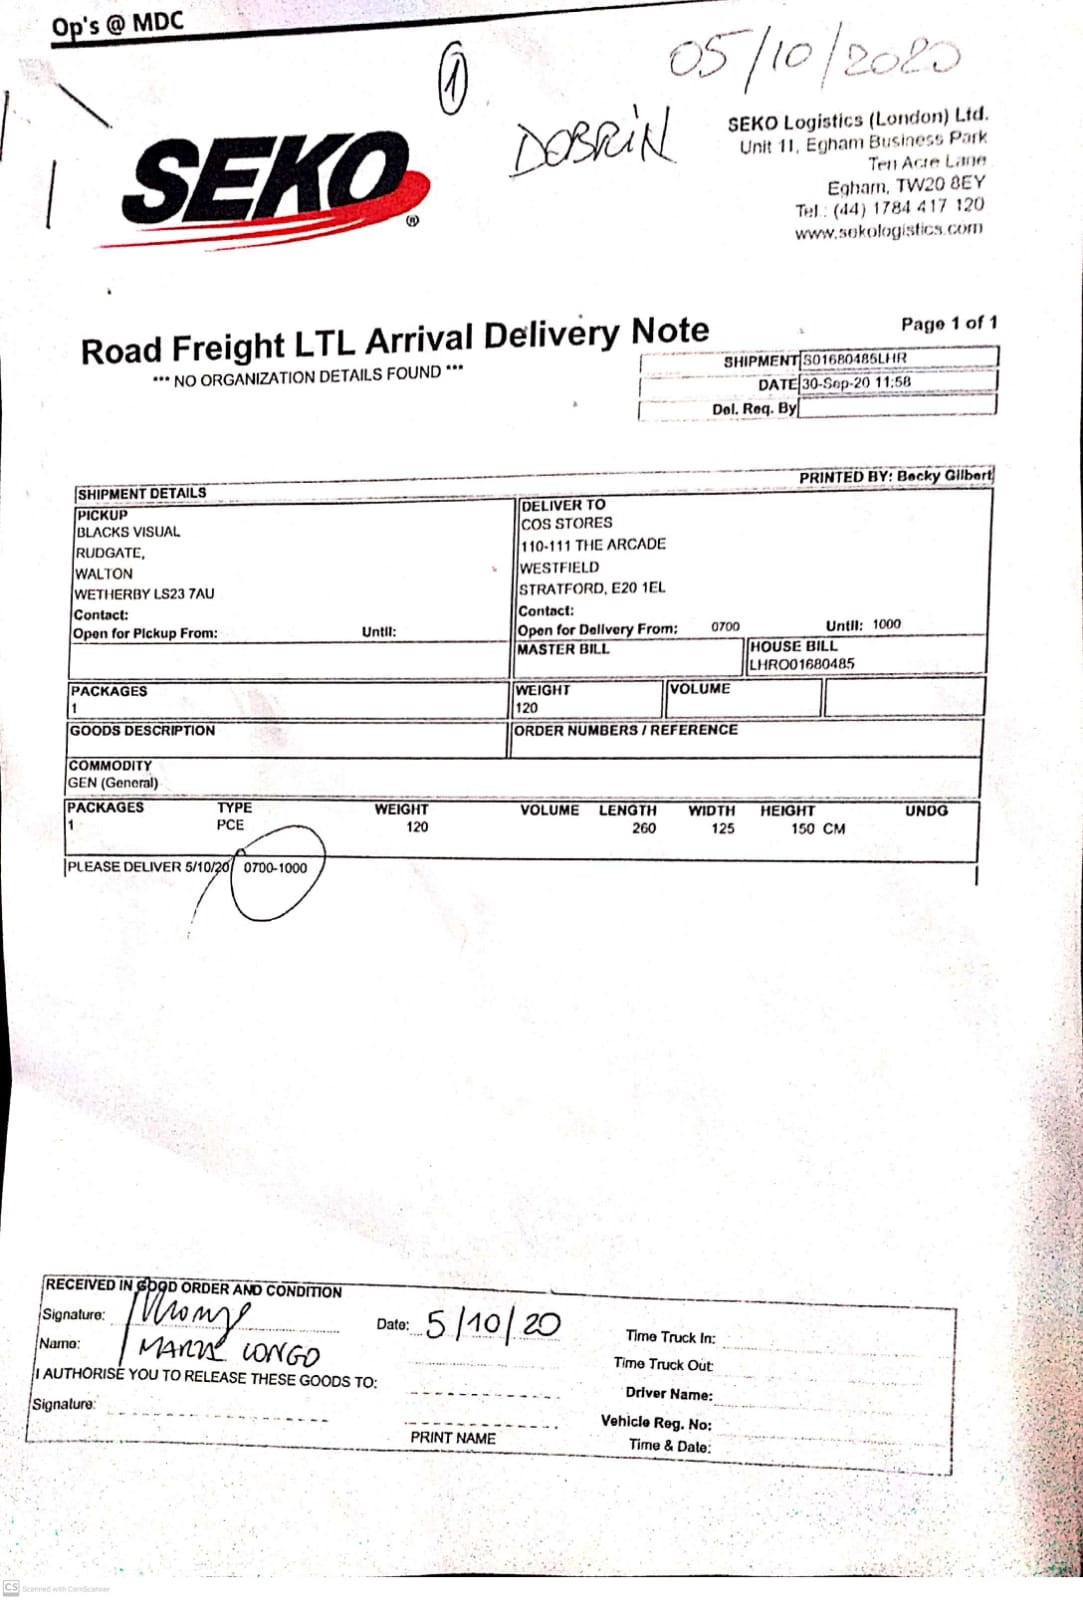 Op's @ MDC
1
05/10/2020
DOBRIN
SEKO®
SEKO Logistics (London) Ltd.
Unit 11, Egham Business Park
Ten Acre Lane
Egham, TW20 8EY
Tel.: (44) 1784 417 120
www.sekologistics.com
Road Freight LTL Arrival Delivery Note
Page 1 of 1
*** NO ORGANIZATION DETAILS FOUND ***
SHIPMENT S01680485LHR
DATE 30-Sep-20 11:58
Del. Req. By
PRINTED BY: Becky Gilbert
SHIPMENT DETAILS
PICKUP
BLACKS VISUAL
RUDGATE,
WALTON
WETHERBY LS23 7AU
Contact:
Open for Pickup From: Until:
DELIVER TO
COS STORES
110-111 THE ARCADE
WESTFIELD
STRATFORD, E20 1EL
Contact:
Open for Delivery From: 0700 Until: 1000
MASTER BILL
HOUSE BILL
LHRO01680485
PACKAGES
1
WEIGHT
120
VOLUME
GOODS DESCRIPTION
ORDER NUMBERS / REFERENCE
COMMODITY
GEN (General)
PACKAGES TYPE WEIGHT VOLUME LENGTH WIDTH HEIGHT UNDG
1 PCE 120 260 125 150 CM
PLEASE DELIVER 5/10/20 0700-1000
RECEIVED IN GOOD ORDER AND CONDITION
Signature:
Date: 5/10/20
Name: LONGO
I AUTHORISE YOU TO RELEASE THESE GOODS TO:
Signature:
PRINT NAME
Time Truck In:
Time Truck Out:
Driver Name:
Vehicle Reg. No:
Time & Date:
CS Scanned with CamScanner